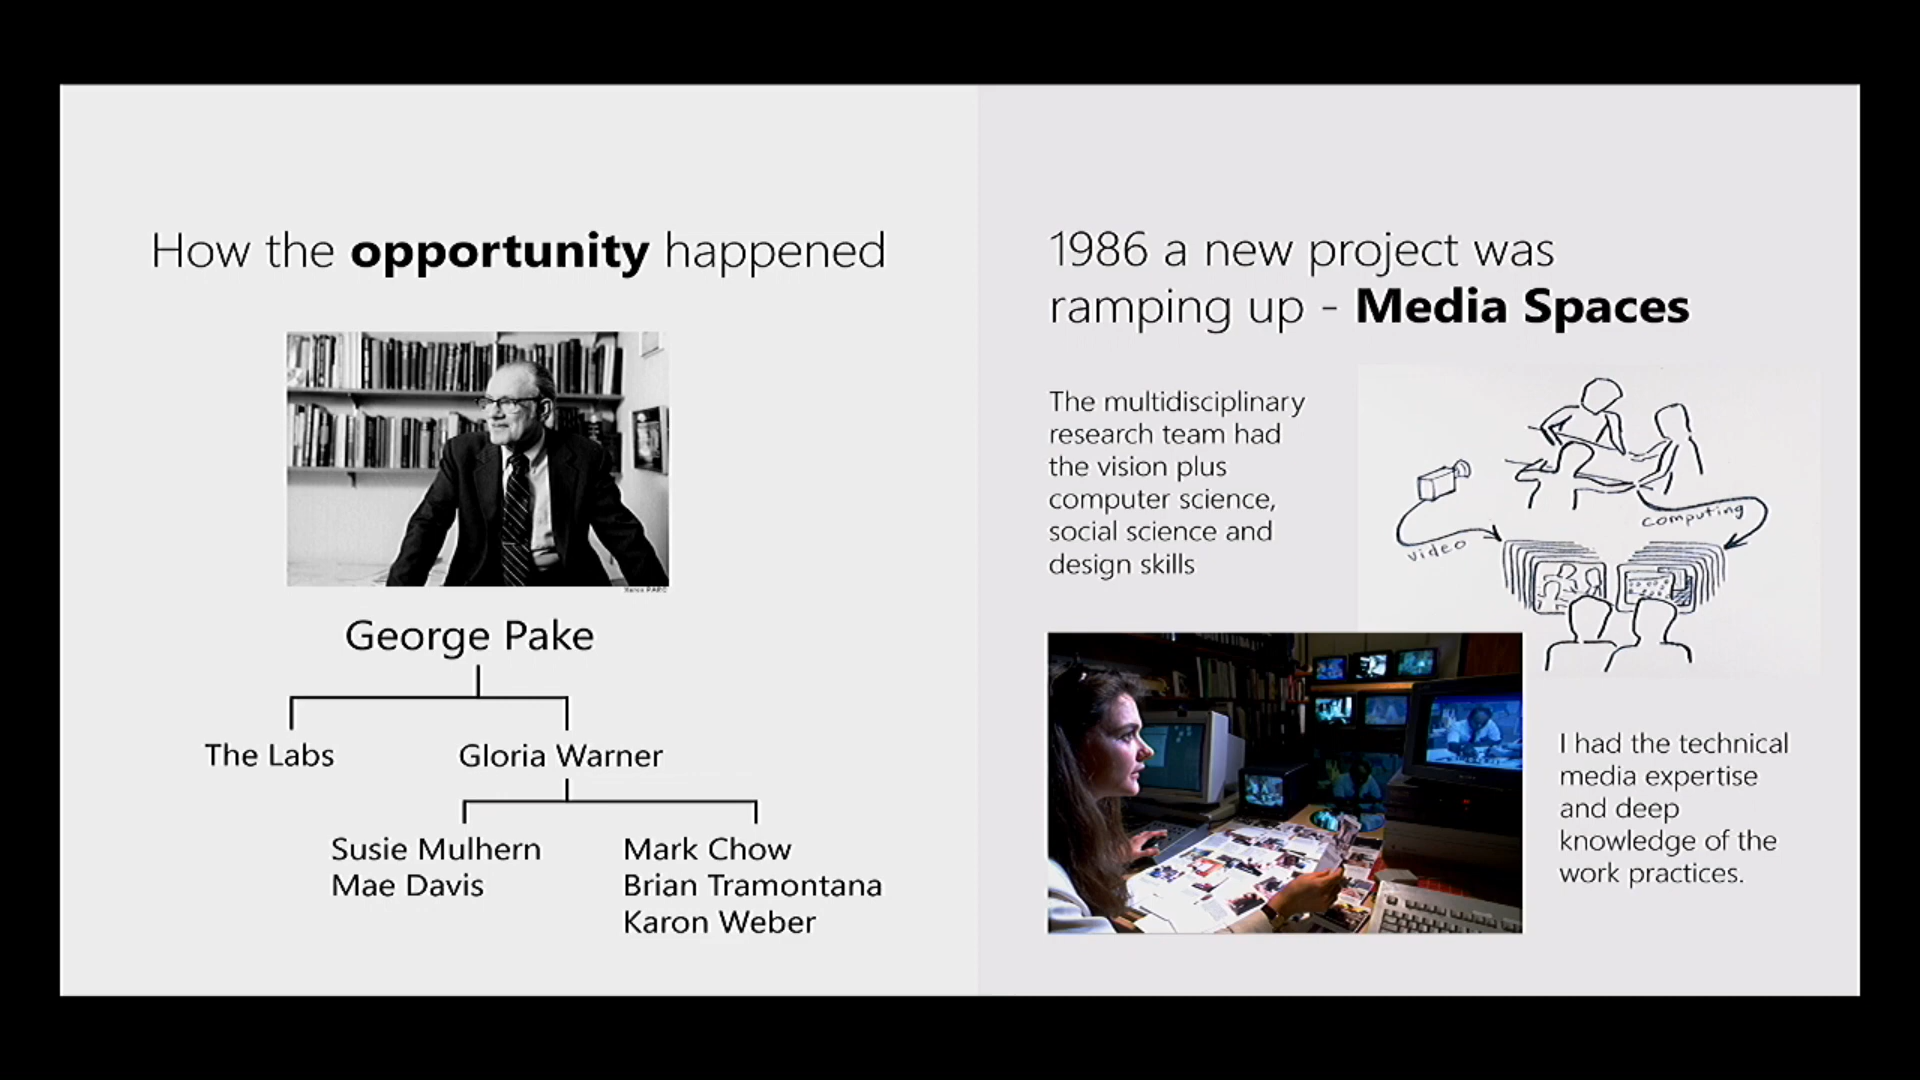 How the opportunity happened
Xerox PARC
George Pake
The Labs
Gloria Warner
Susie Mulhern
Mae Davis
Mark Chow
Brian Tramontana
Karon Weber
1986 a new project was
ramping up - Media Spaces
The multidisciplinary
research team had
the vision plus
computer science,
social science and
design skills
video
computing
I had the technical
media expertise
and deep
knowledge of the
work practices.